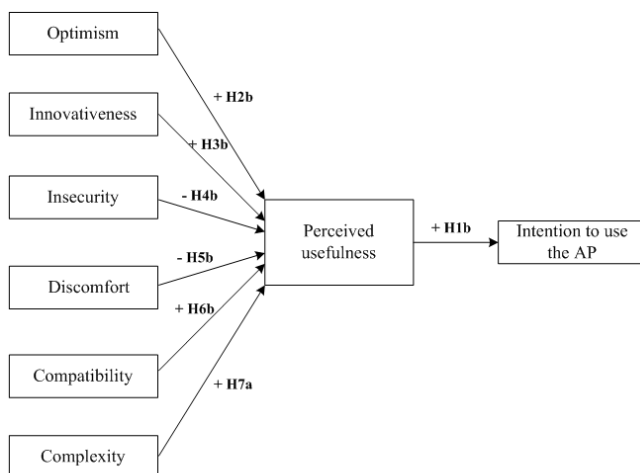 Optimism
+ H2b
Innovativeness
+ H3b
Insecurity
- H4b
Perceived
usefulness
+ H1b
Intention to use
the AP
- H5b
Discomfort
+ H6b
Compatibility
+ H7a
Complexity